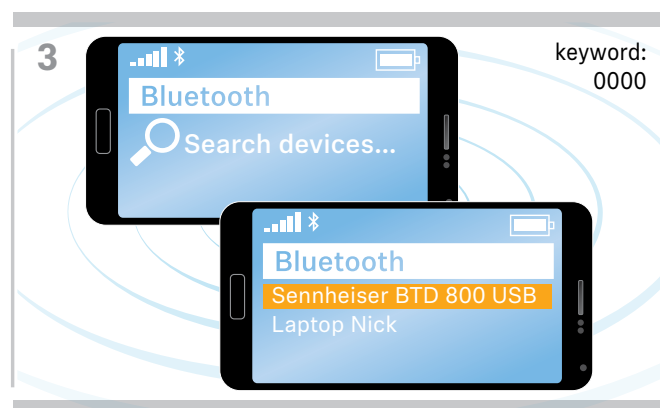 3
keyword:
0000
Bluetooth
Search devices...
Bluetooth
Sennheiser BTD 800 USB
Laptop Nick